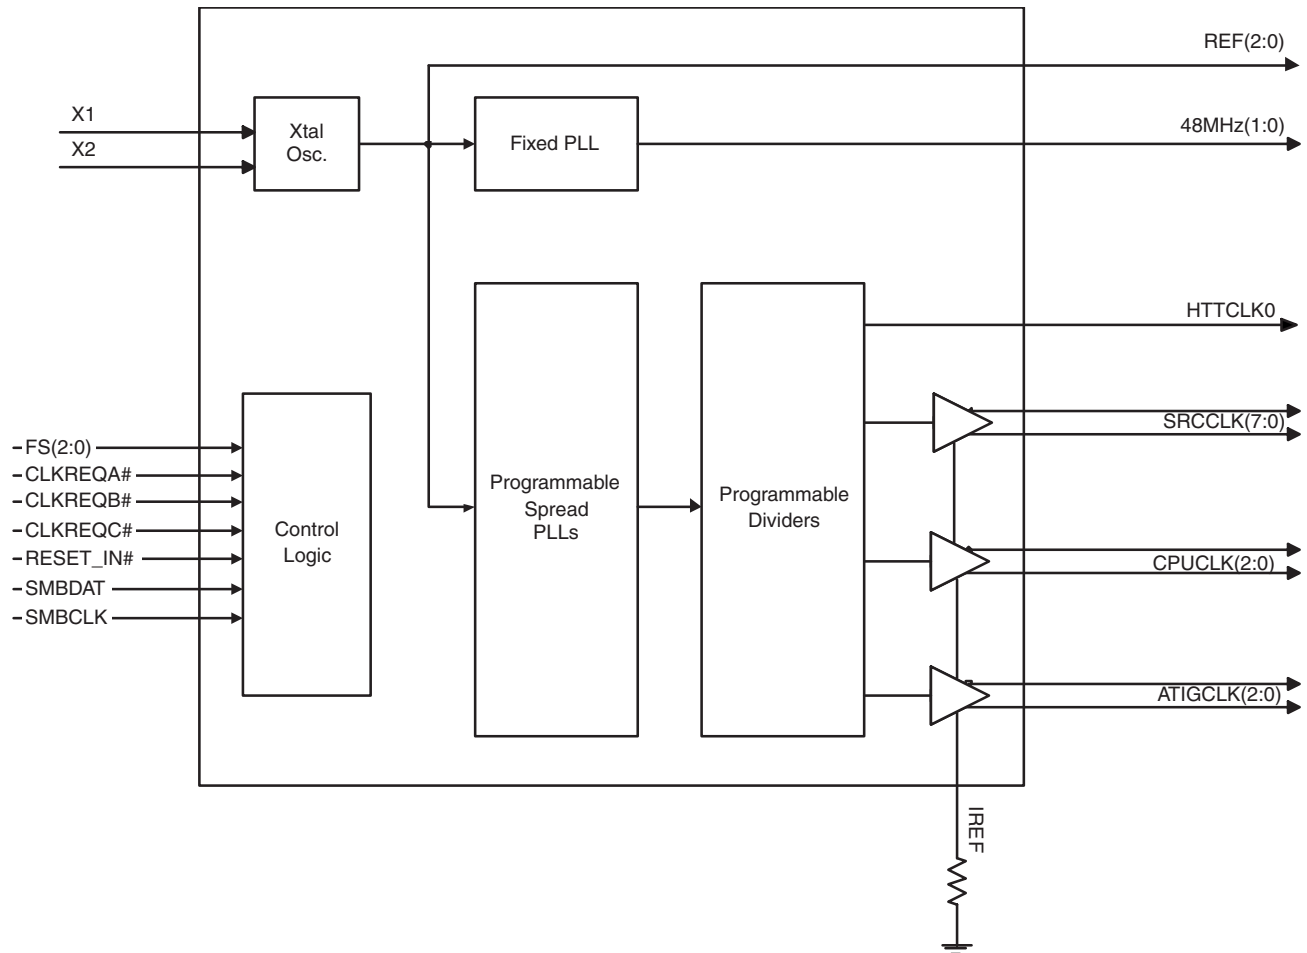 REF(2:0)
X1
X2
Xtal
Osc.
Fixed PLL
48MHz(1:0)
HTTCLK0
SRCCLK(7:0)
FS(2:0)
CLKREQA#
CLKREQB#
CLKREQC#
RESET_IN#
SMBDAT
SMBCLK
Control
Logic
Programmable
Spread
PLLs
Programmable
Dividers
CPUCLK(2:0)
ATIGCLK(2:0)
IREF